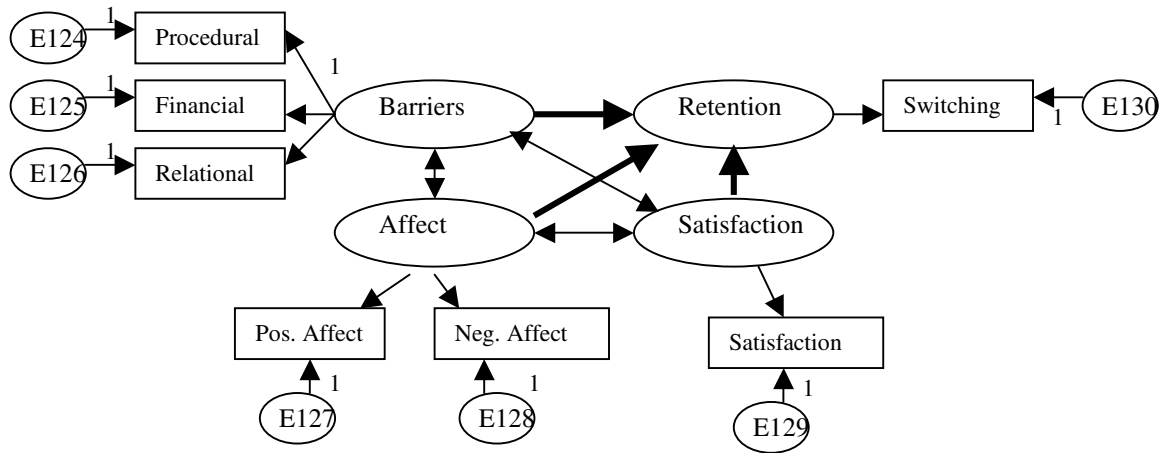 E124
1
Procedural
E125
1
Financial
E126
1
Relational
1
Barriers
Retention
Switching
1
E130
Affect
Satisfaction
Pos. Affect
Neg. Affect
Satisfaction
1
E127
1
E128
1
E129